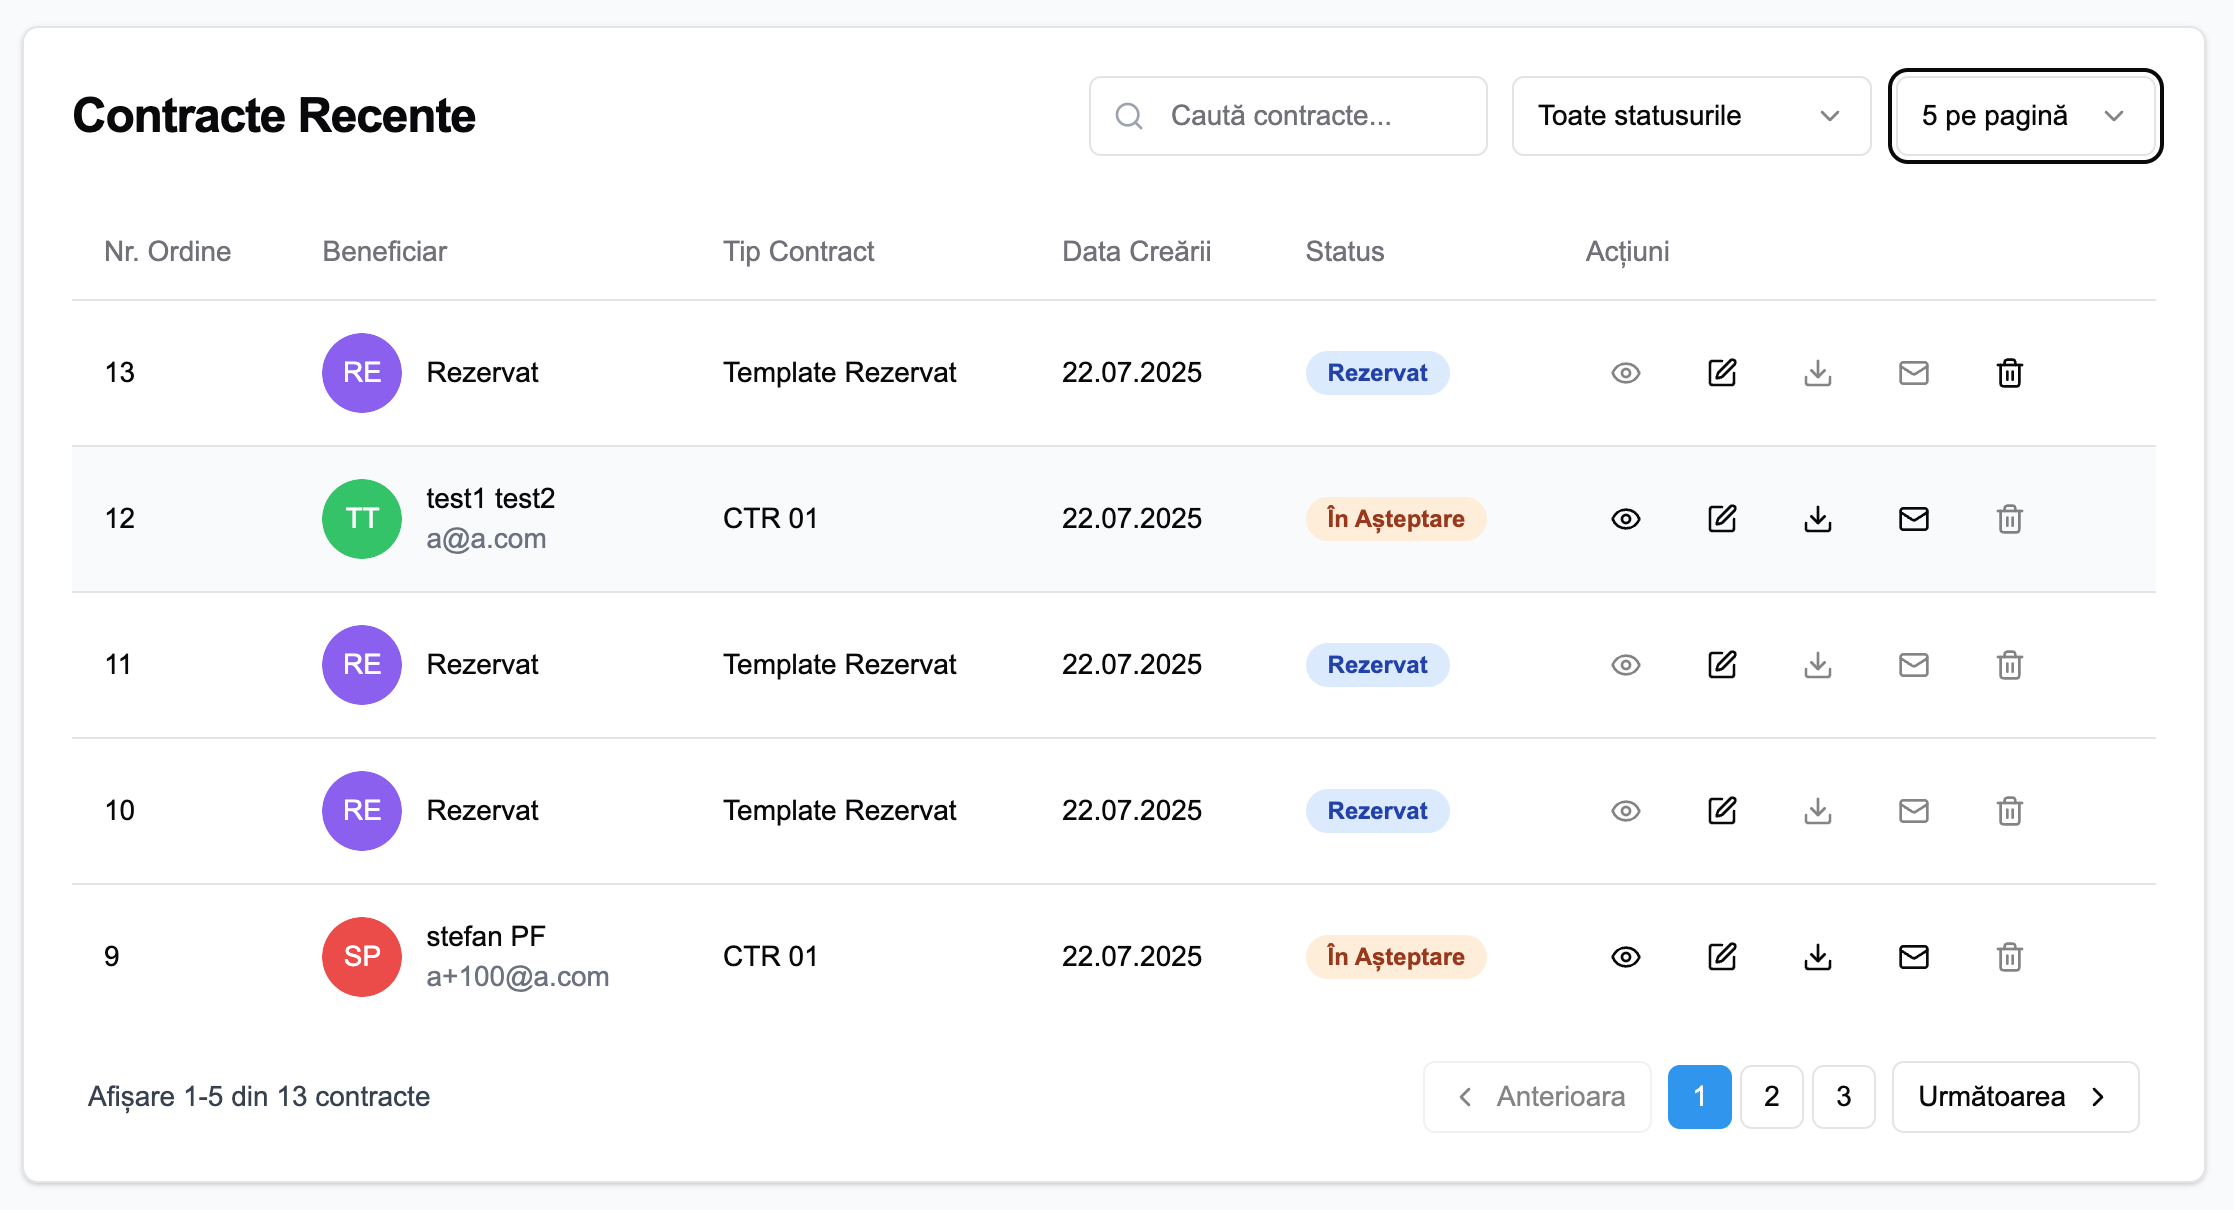 Contracte Recente
Caută contracte...
Toate statusurile
5 pe pagină
Nr. Ordine Beneficiar Tip Contract Data Creării Status Acțiuni
13 RE Rezervat Template Rezervat 22.07.2025 Rezervat
12 TT test1 test2 a@a.com CTR 01 22.07.2025 În Așteptare
11 RE Rezervat Template Rezervat 22.07.2025 Rezervat
10 RE Rezervat Template Rezervat 22.07.2025 Rezervat
9 SP stefan PF a+100@a.com CTR 01 22.07.2025 În Așteptare
Afișare 1-5 din 13 contracte
Anterioara 1 2 3 Următoarea